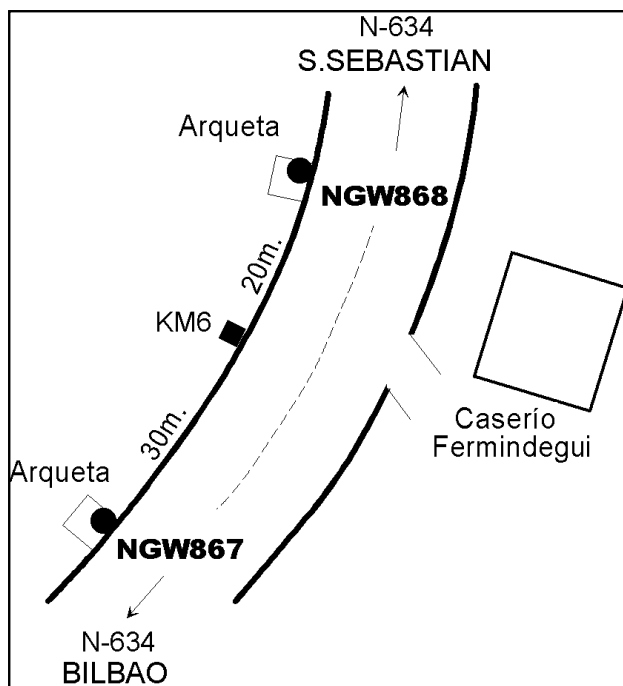 N-634
S.SEBASTIAN
Arqueta
NGW868
20m.
KM6
30m.
Caserío
Fermindegui
Arqueta
NGW867
N-634
BILBAO